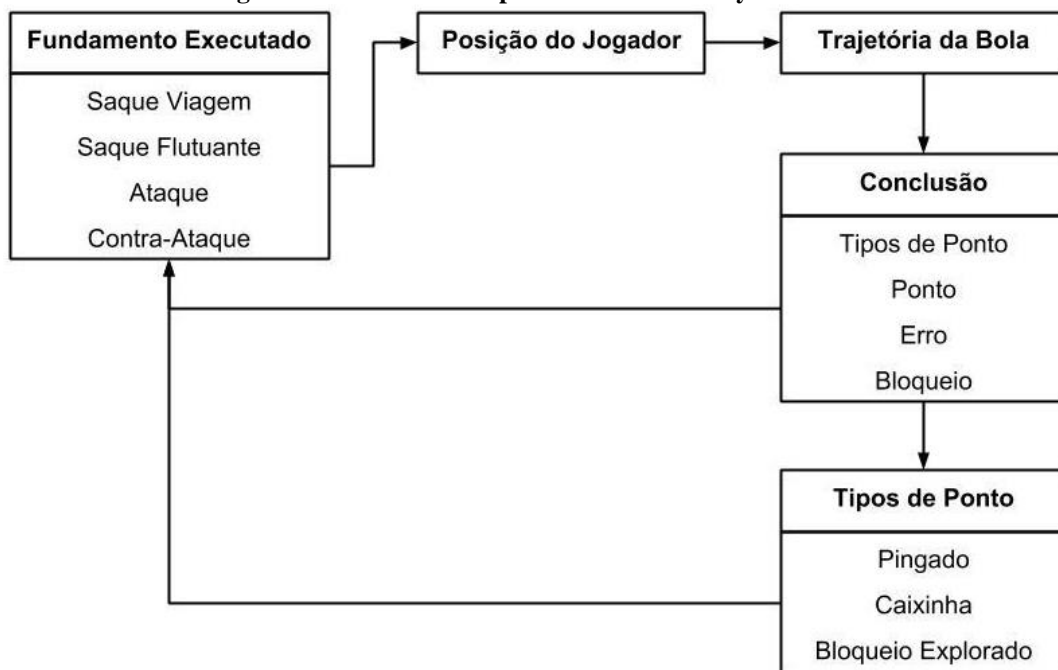 Fundamento Executado
Saque Viagem
Saque Flutuante
Ataque
Contra-Ataque
Posição do Jogador
Trajetória da Bola
Conclusão
Tipos de Ponto
Ponto
Erro
Bloqueio
Tipos de Ponto
Pingado
Caixinha
Bloqueio Explorado